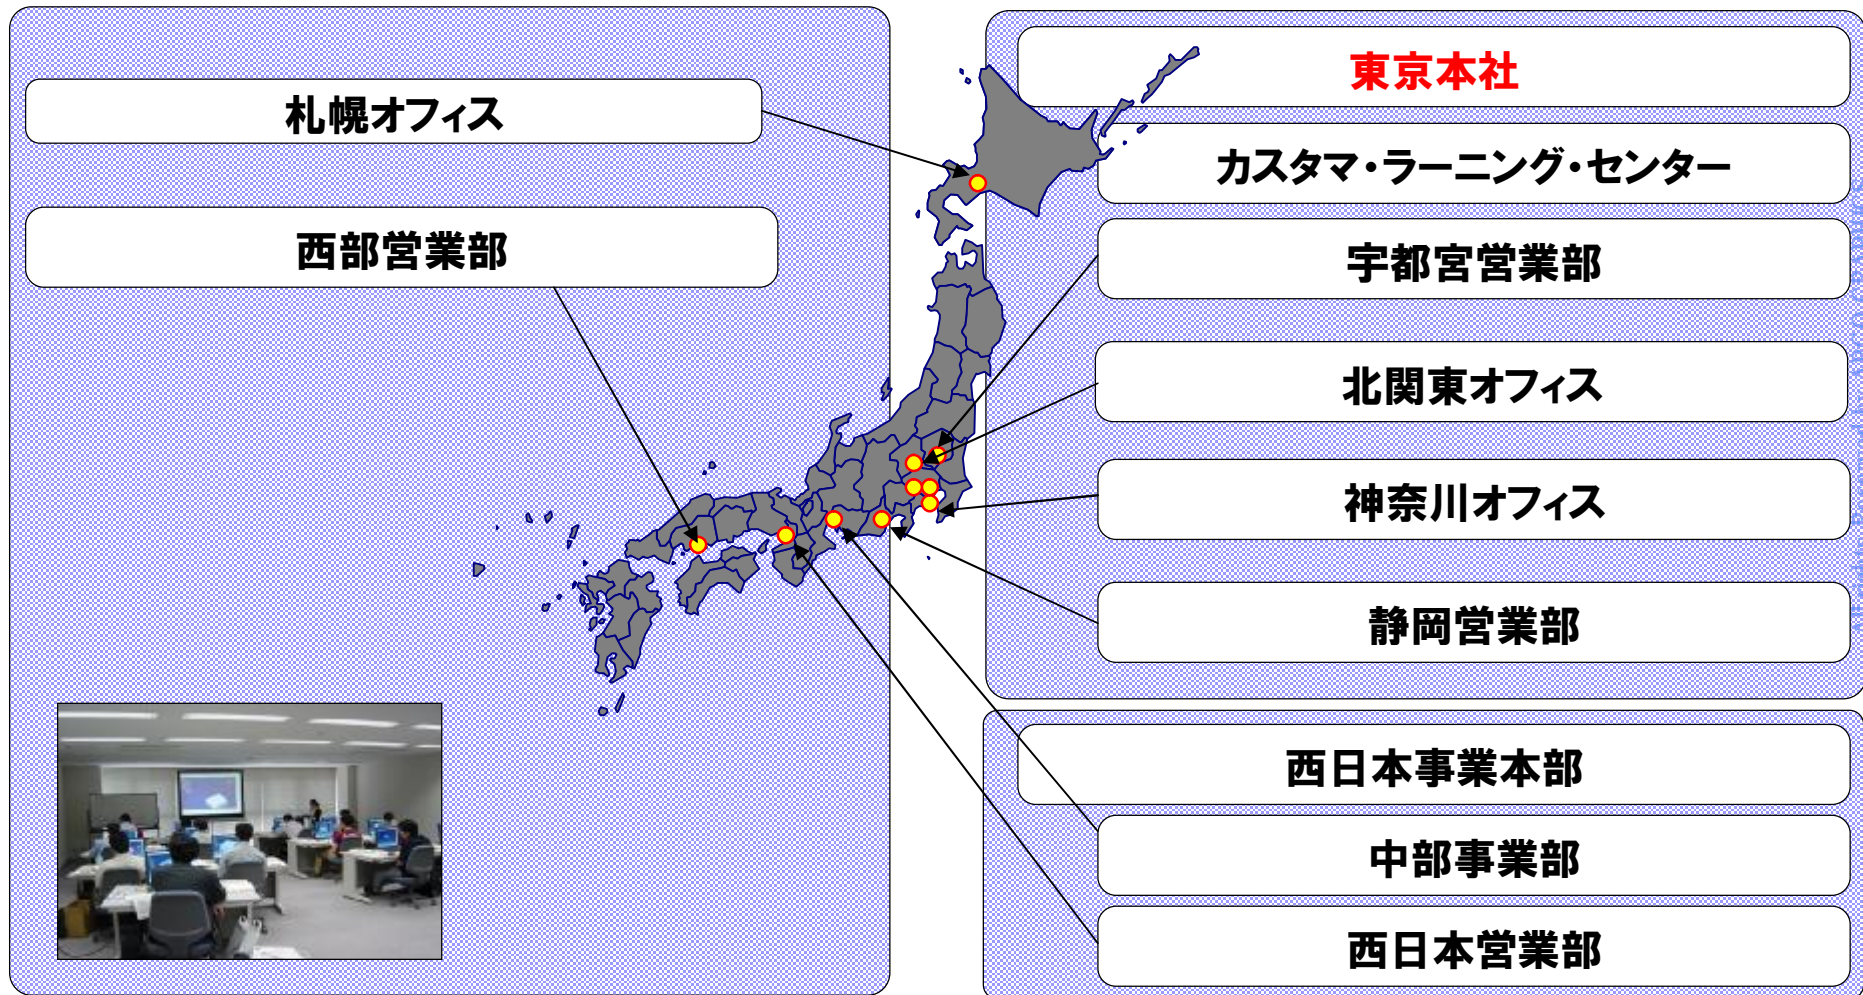 札幌オフィス
西部営業部
東京本社
カスタマ・ラーニング・センター
宇都宮営業部
北関東オフィス
神奈川オフィス
静岡営業部
西日本事業本部
中部事業部
西日本営業部